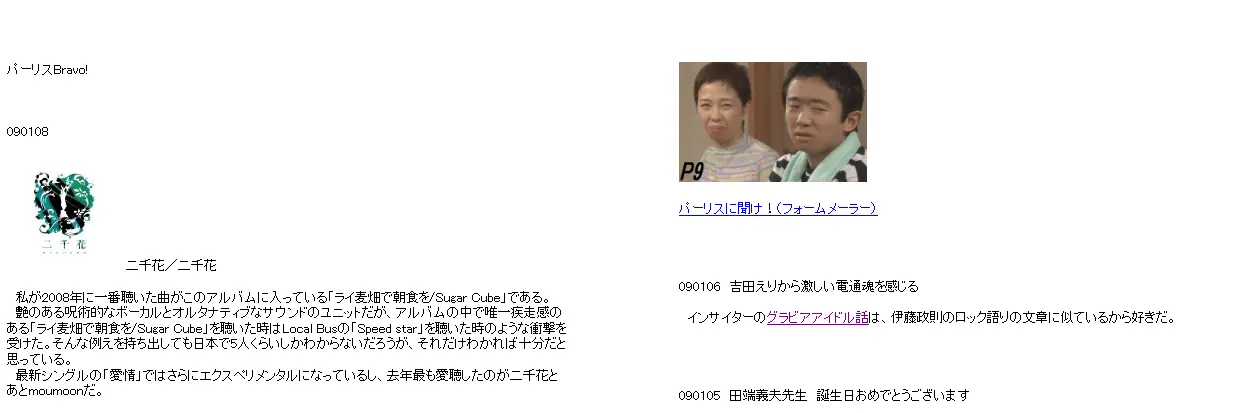 パーリスBravo!
090108
二千花
二千花／二千花
私が2008年に一番聴いた曲がこのアルバムに入っている「ライ麦畑で朝食を/Sugar Cube」である。
艶のある呪術的なボーカルとオルタナティブなサウンドのユニットだが、アルバムの中で唯一疾走感の
ある「ライ麦畑で朝食を/Sugar Cube」を聴いた時はLocal Busの「Speed star」を聴いた時のような衝撃を
受けた。そんな例えを持ち出しても日本で5人くらいしかわからないだろうが、それだけわかれば十分だと
思っている。
最新シングルの「愛情」ではさらにエクスペリメンタルになっているし、去年最も愛聴したのが二千花と
あとmoumoonだ。
P9
パーリスに聞け！（フォームメーラー）
090106　吉田えりから激しい電通魂を感じる
インサイターのグラビアアイドル話は、伊藤政則のロック語りの文章に似ているから好きだ。
090105　田端義夫先生　誕生日おめでとうございます